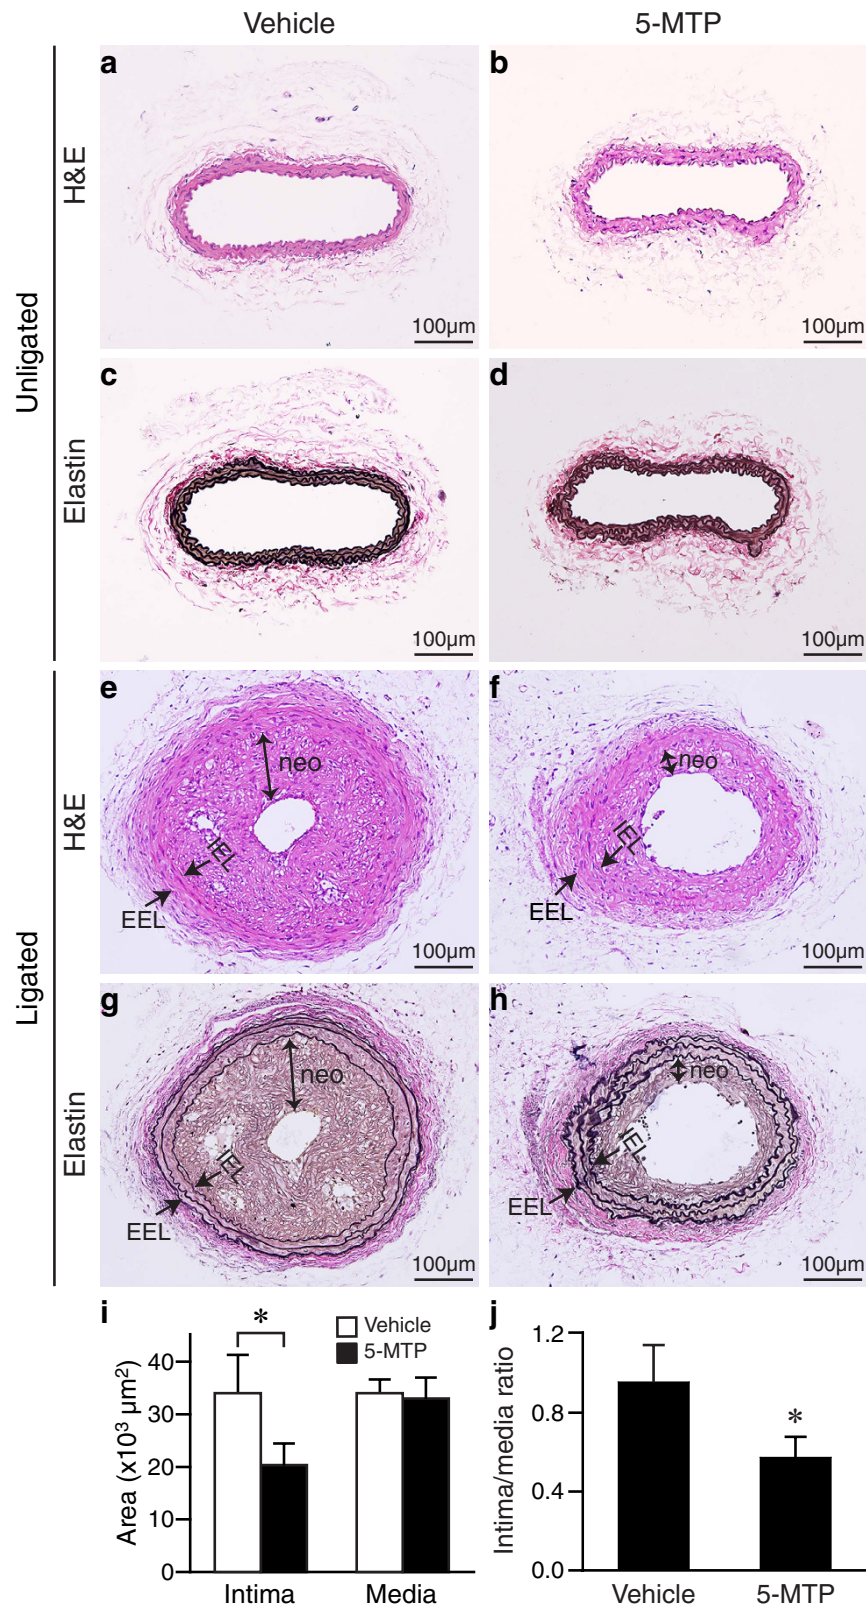 Vehicle 5-MTP
Unligated
H&E
a
100µm
b
100µm
Elastin
c
100µm
d
100µm
Ligated
H&E
e
neo
IEL
EEL
100µm
f
neo
IEL
EEL
100µm
Elastin
g
neo
IEL
EEL
100µm
h
neo
IEL
EEL
100µm
i
*
Vehicle
5-MTP
Area (x10³ µm²)
40
30
20
10
0
Intima Media
j
Intima/media ratio
1.2
0.8
0.4
0.0
*
Vehicle 5-MTP